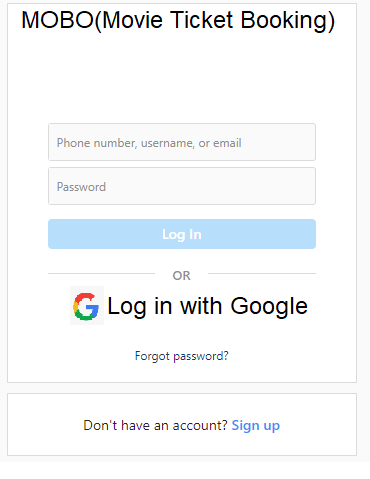 MOBO(Movie Ticket Booking)
Phone number, username, or email
Password
Log In
OR
Log in with Google
Forgot password?
Don't have an account? Sign up